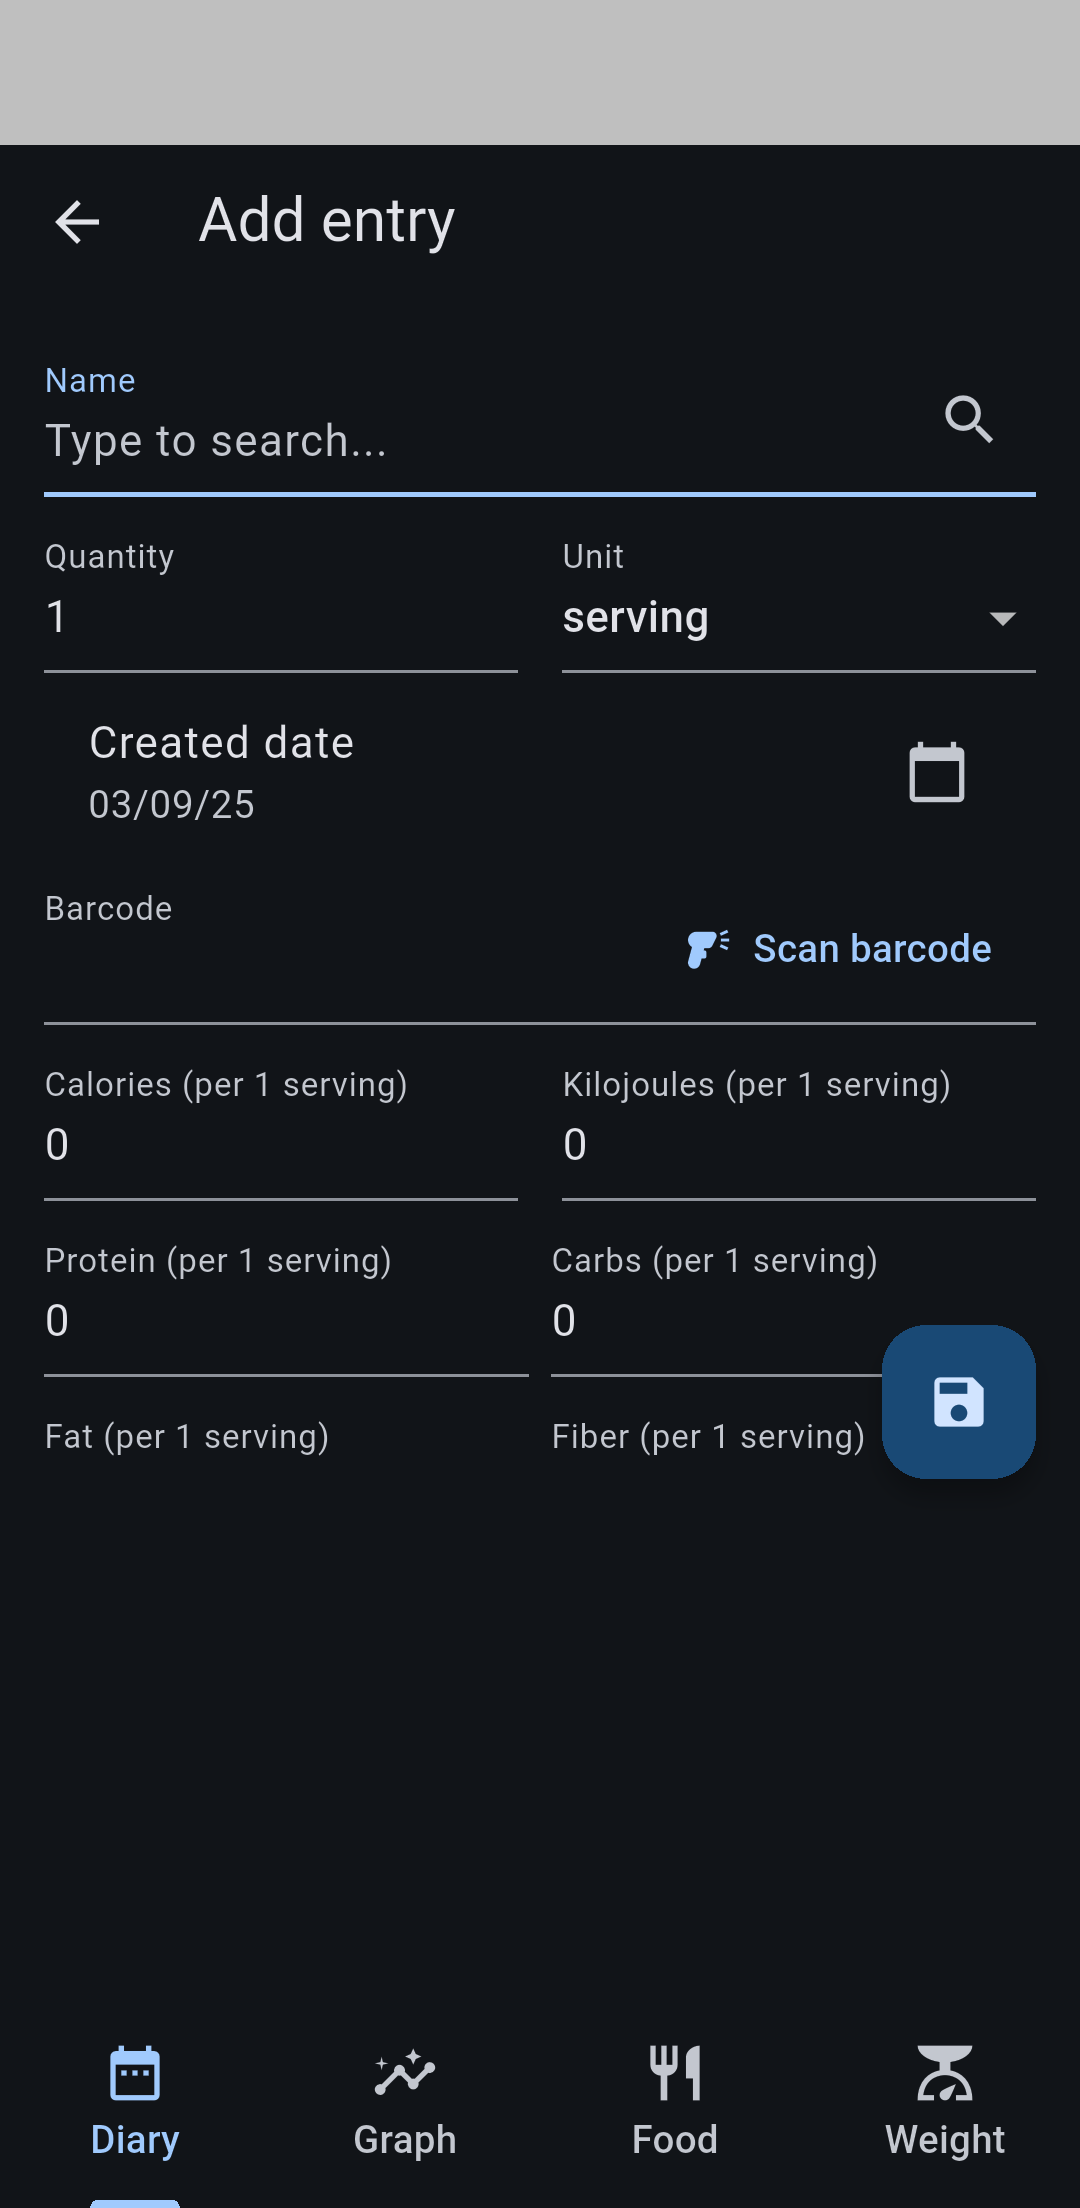 Add entry
Name
Type to search...
Quantity
Unit
1
serving
Created date
03/09/25
Barcode
Scan barcode
Calories (per 1 serving)
Kilojoules (per 1 serving)
0
0
Protein (per 1 serving)
Carbs (per 1 serving)
0
0
Fat (per 1 serving)
Fiber (per 1 serving)
Diary
Graph
Food
Weight